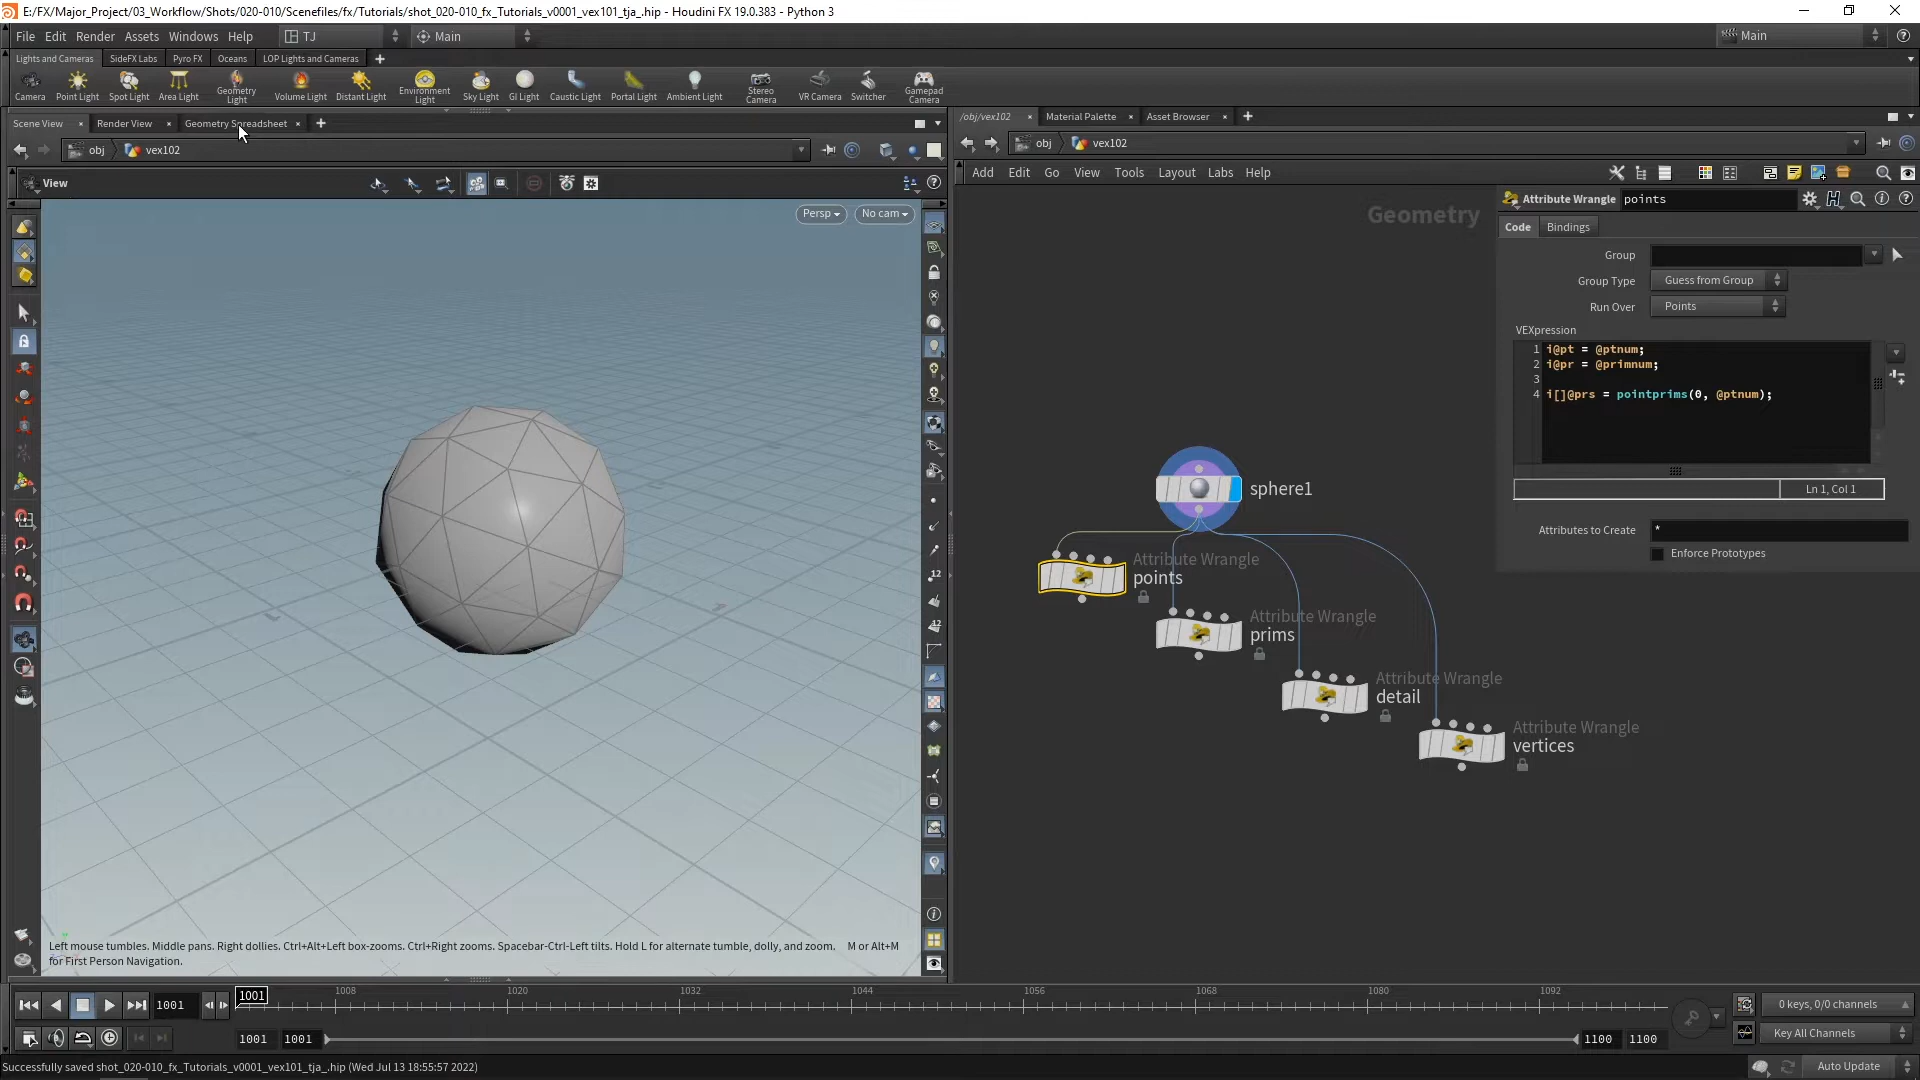 E:/FX/Major_Project/03_Workflow/Shots/020-010/Scenefiles/fx/Tutorials/shot_020-010_fx_Tutorials_v0001_vex101_tja_.hip - Houdini FX 19.0.383 - Python 3
File Edit Render Assets Windows Help TJ Main Main
Lights and Cameras SideFX Labs Pyro FX Oceans LOP Lights and Cameras
Camera Point Light Spot Light Area Light Geometry Light Volume Light Distant Light Environment Light Sky Light GI Light Caustic Light Portal Light Ambient Light Stereo Camera VR Camera Switcher Gamepad Camera
Scene View Render View Geometry Spreadsheet
obj vex102
View
Persp No cam
12
12
Left mouse tumbles. Middle pans. Right dollies. Ctrl+Alt+Left box-zooms. Ctrl+Right zooms. Spacebar-Ctrl-Left tilts. Hold L for alternate tumble, dolly, and zoom. M or Alt+M
for First Person Navigation.
/obj/vex102 Material Palette Asset Browser
obj vex102
Add Edit Go View Tools Layout Labs Help
Geometry
sphere1
Attribute Wrangle
points
Attribute Wrangle
prims
Attribute Wrangle
detail
Attribute Wrangle
vertices
Attribute Wrangle points
Code Bindings
Group
Group Type Guess from Group
Run Over Points
VEXpression
1 i@pt = @ptnum;
2 i@pr = @primnum;
3
4 i[]@prs = pointprims(0, @ptnum);
Ln 1, Col 1
Attributes to Create *
Enforce Prototypes
1001 1001 1008 1020 1032 1044 1056 1068 1080 1092
0 keys, 0/0 channels
1001 1001 1100 1100
Key All Channels
Successfully saved shot_020-010_fx_Tutorials_v0001_vex101_tja_.hip (Wed Jul 13 18:55:57 2022)
Auto Update